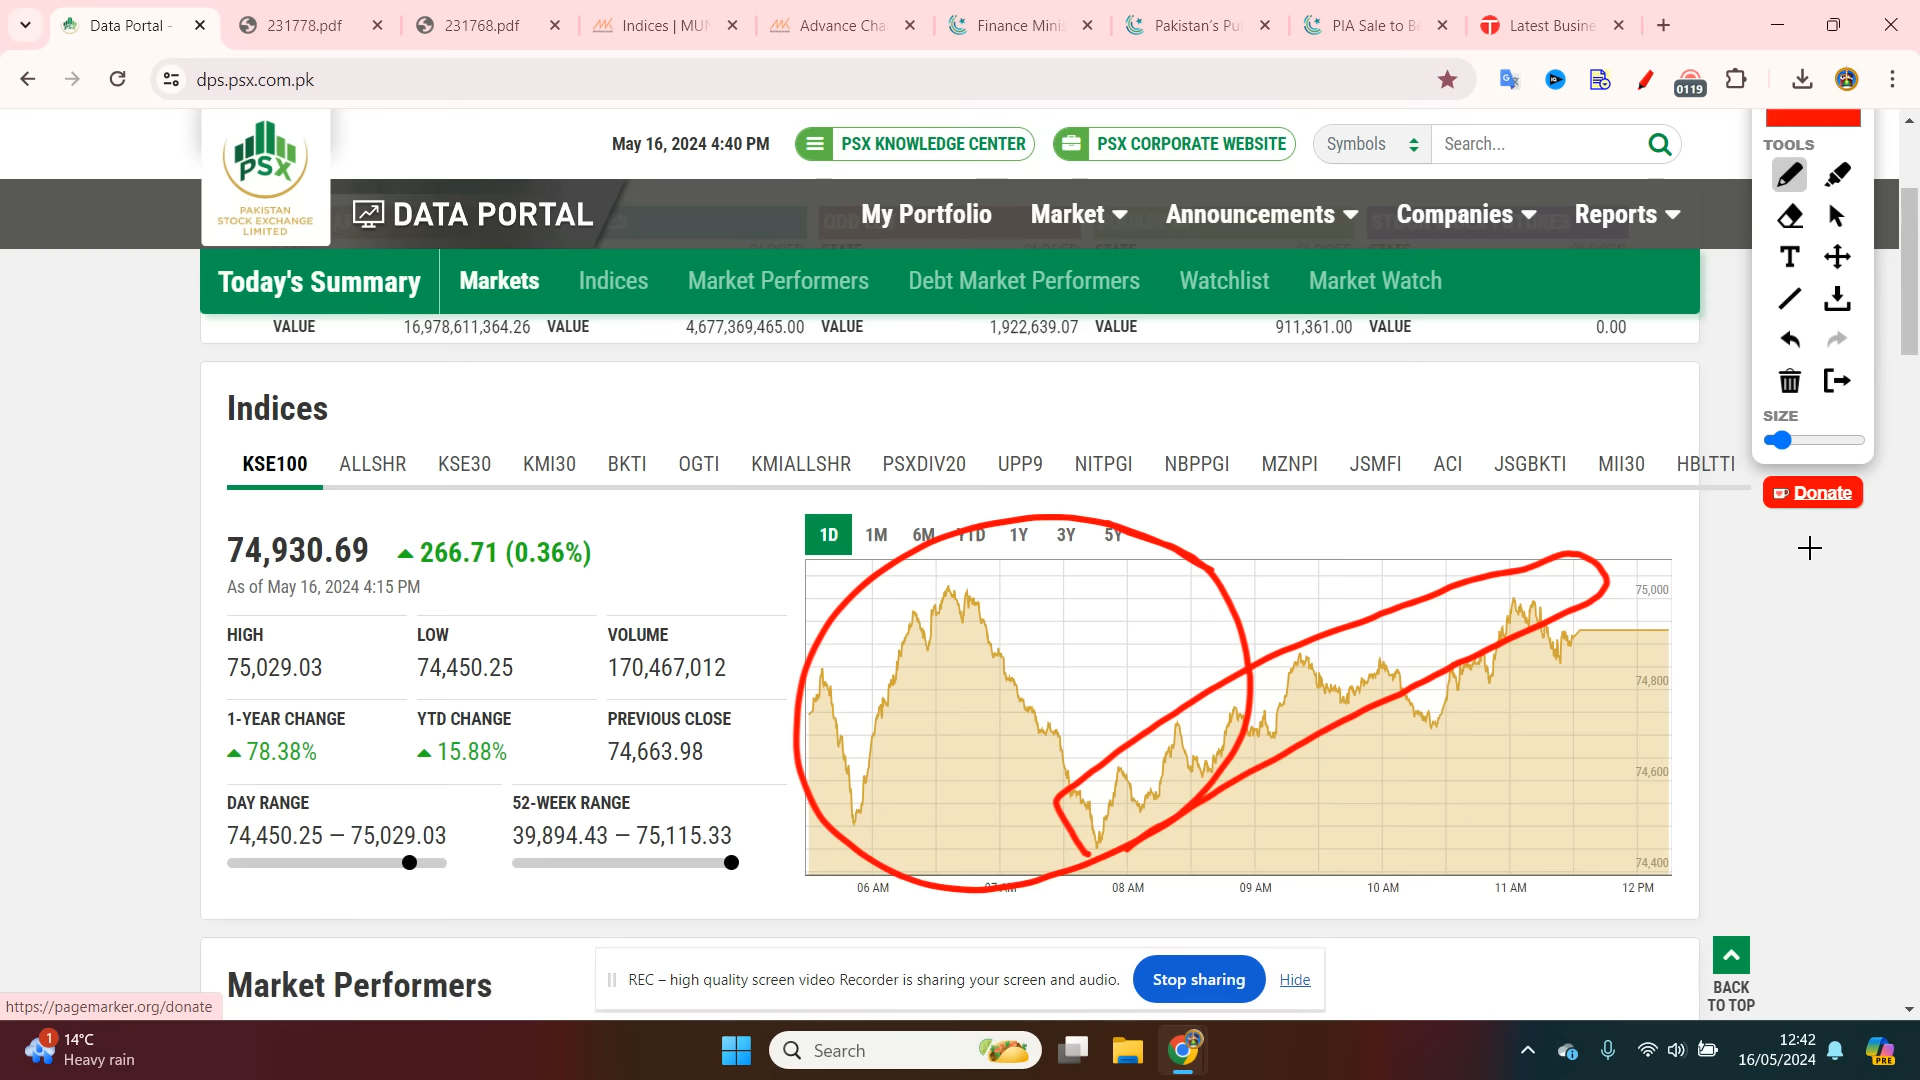 Data Portal -
231778.pdf
231768.pdf
Indices | MUN
Advance Cha
Finance Minis
Pakistan's Pu
PIA Sale to Be
Latest Busine
dps.psx.com.pk
0119
PSX
PAKISTAN
STOCK EXCHANGE
LIMITED
May 16, 2024 4:40 PM
PSX KNOWLEDGE CENTER
PSX CORPORATE WEBSITE
Symbols
Search...
DATA PORTAL
My Portfolio
Market
Announcements
Companies
Reports
Today's Summary
Markets
Indices
Market Performers
Debt Market Performers
Watchlist
Market Watch
VALUE 16,978,611,364.26
VALUE 4,677,369,465.00
VALUE 1,922,639.07
VALUE 911,361.00
VALUE 0.00
Indices
KSE100 ALLSHR KSE30 KMI30 BKTI OGTI KMIALLSHR PSXDIV20 UPP9 NITPGI NBPPGI MZNPI JSMFI ACI JSGBKTI MII30 HBLTTI
74,930.69 266.71 (0.36%)
As of May 16, 2024 4:15 PM
HIGH LOW VOLUME
75,029.03 74,450.25 170,467,012
1-YEAR CHANGE YTD CHANGE PREVIOUS CLOSE
78.38% 15.88% 74,663.98
DAY RANGE 52-WEEK RANGE
74,450.25 — 75,029.03 39,894.43 — 75,115.33
1D 1M 6M YTD 1Y 3Y 5Y
75,000
74,800
74,600
74,400
06 AM 07 AM 08 AM 09 AM 10 AM 11 AM 12 PM
TOOLS
T
SIZE
Donate
Market Performers
REC – high quality screen video Recorder is sharing your screen and audio.
Stop sharing
Hide
BACK
TO TOP
https://pagemarker.org/donate
1
14°C
Heavy rain
Search
12:42
16/05/2024
PRE